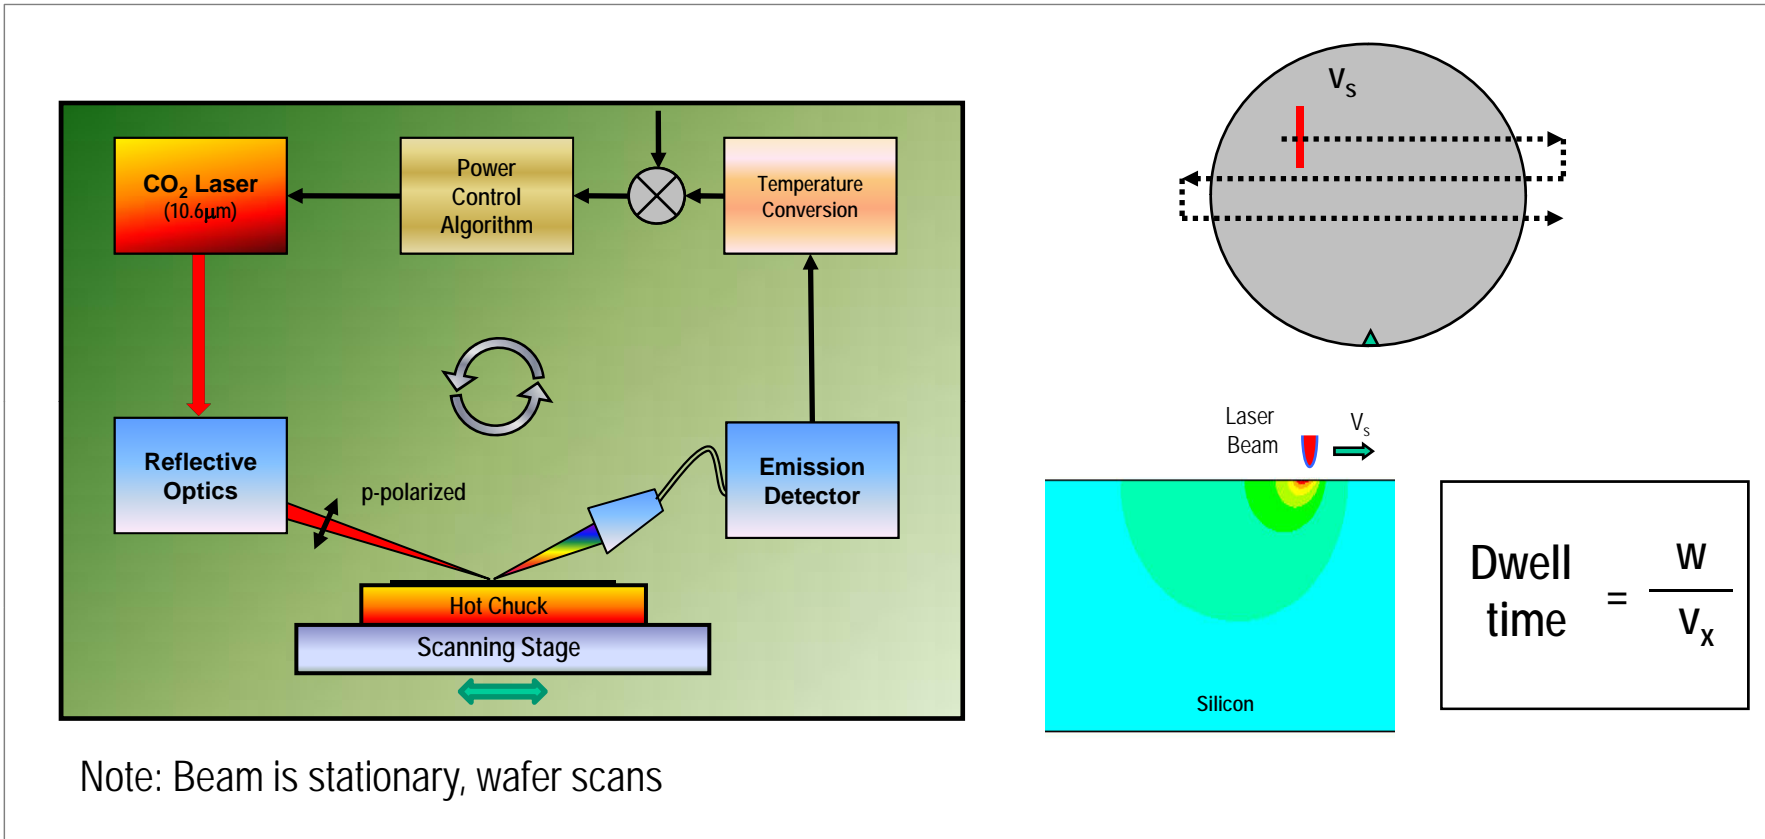 CO₂ Laser
(10.6µm)
Power
Control
Algorithm
Temperature
Conversion
Reflective
Optics
p-polarized
Emission
Detector
Hot Chuck
Scanning Stage
Note: Beam is stationary, wafer scans
Vₛ
Laser
Beam
Vₛ
Silicon
Dwell
time
=
w
vₓ